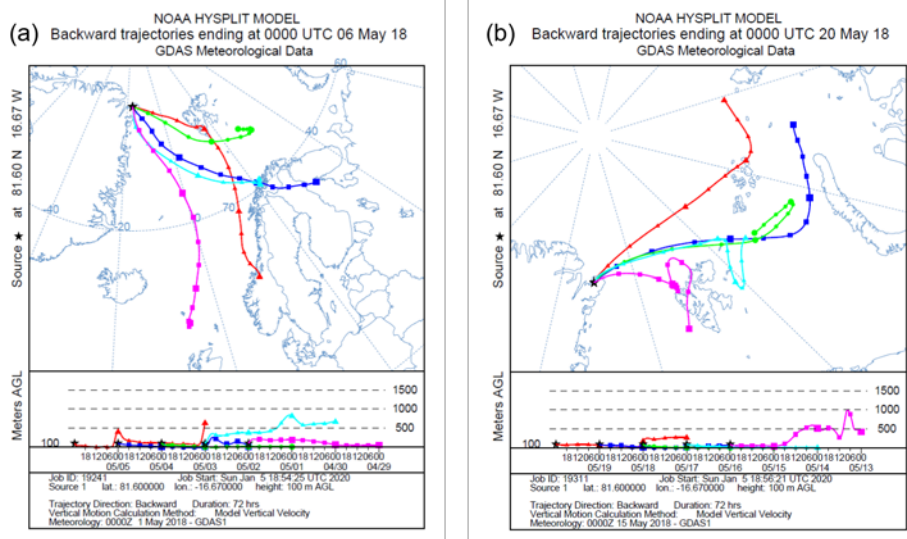 (a)
NOAA HYSPLIT MODEL
Backward trajectories ending at 0000 UTC 06 May 18
GDAS Meteorological Data
Source ★ at 81.60 N 16.67 W
60
40
20
0
70
Meters AGL
1500
1000
500
100
18120600181206001812060018120600181206001812060018120600
05/05 05/04 05/03 05/02 05/01 04/30 04/29
Job ID: 19241 Job Start: Sun Jan 5 18:54:25 UTC 2020
Source 1 lat.: 81.600000 lon.: -16.670000 height: 100 m AGL
Trajectory Direction: Backward Duration: 72 hrs
Vertical Motion Calculation Method: Model Vertical Velocity
Meteorology: 0000Z 1 May 2018 - GDAS1
(b)
NOAA HYSPLIT MODEL
Backward trajectories ending at 0000 UTC 20 May 18
GDAS Meteorological Data
Source ★ at 81.60 N 16.67 W
Meters AGL
1500
1000
500
100
18120600181206001812060018120600181206001812060018120600
05/19 05/18 05/17 05/16 05/15 05/14 05/13
Job ID: 19311 Job Start: Sun Jan 5 18:56:21 UTC 2020
Source 1 lat.: 81.600000 lon.: -16.670000 height: 100 m AGL
Trajectory Direction: Backward Duration: 72 hrs
Vertical Motion Calculation Method: Model Vertical Velocity
Meteorology: 0000Z 15 May 2018 - GDAS1